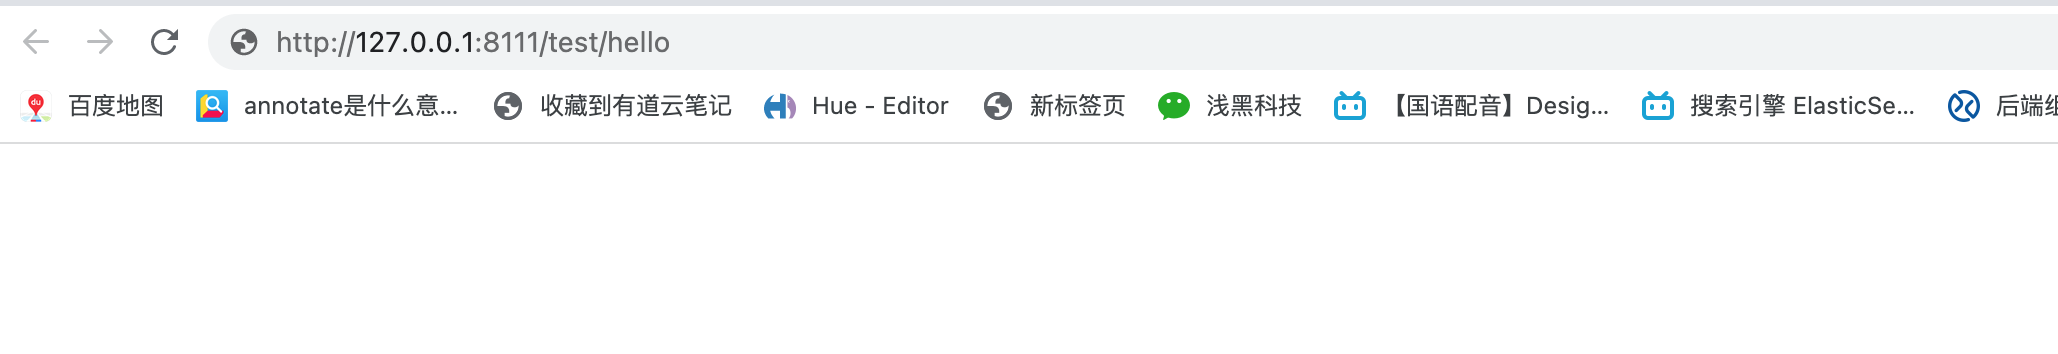 http://127.0.0.1:8111/test/hello
百度地图 annotate是什么意... 收藏到有道云笔记 Hue - Editor 新标签页 浅黑科技 【国语配音】Desig... 搜索引擎 ElasticSe... 后端